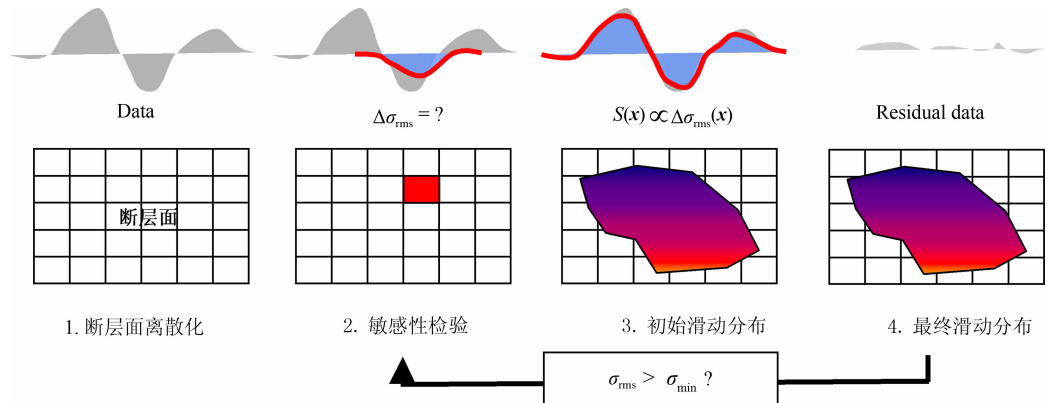 Data
Δσrms = ?
S(x) ∝ Δσrms(x)
Residual data
断层面
1. 断层面离散化
2. 敏感性检验
3. 初始滑动分布
4. 最终滑动分布
σrms > σmin ?